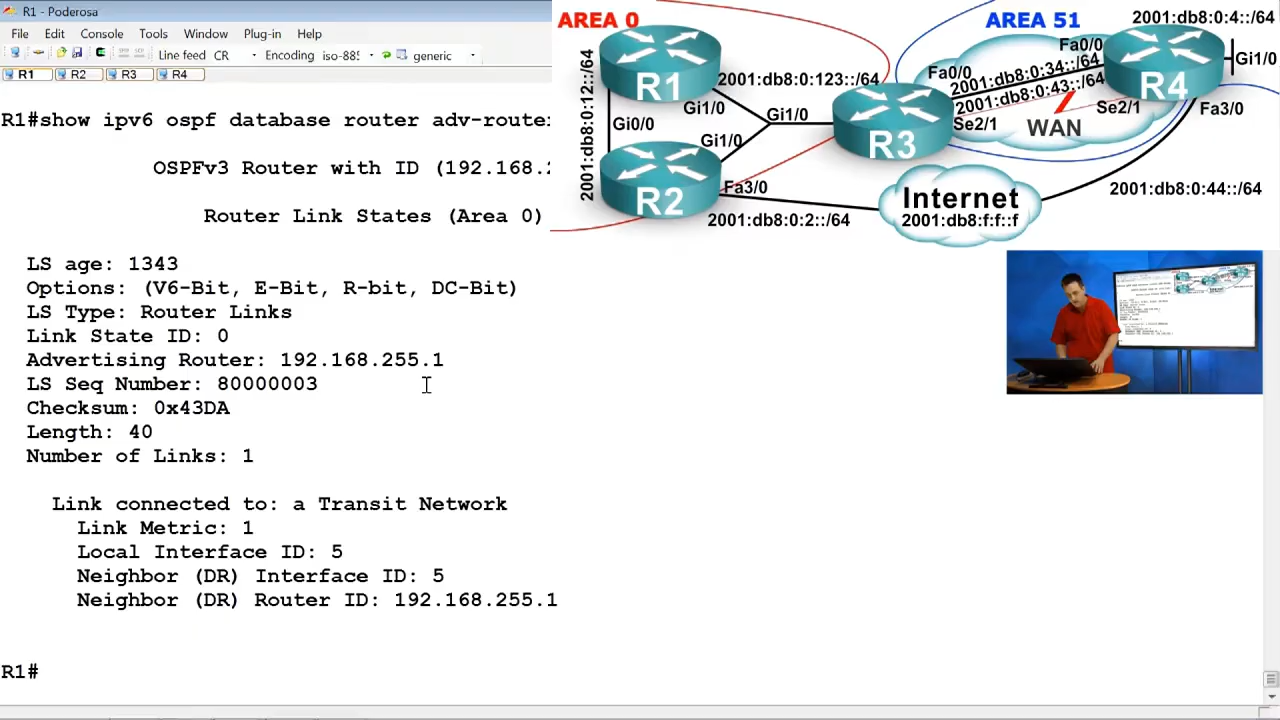 R1 - Poderosa
File Edit Console Tools Window Plug-in Help
Line feed CR Encoding iso-88: generic
R1 R2 R3 R4
R1#show ipv6 ospf database router adv-router
OSPFv3 Router with ID (192.168.2
Router Link States (Area 0)
LS age: 1343
Options: (V6-Bit, E-Bit, R-bit, DC-Bit)
LS Type: Router Links
Link State ID: 0
Advertising Router: 192.168.255.1
LS Seq Number: 80000003
Checksum: 0x43DA
Length: 40
Number of Links: 1
Link connected to: a Transit Network
Link Metric: 1
Local Interface ID: 5
Neighbor (DR) Interface ID: 5
Neighbor (DR) Router ID: 192.168.255.1
R1#
AREA 0
AREA 51
2001:db8:0:4::/64
2001:db8:0:12::/64
R1
2001:db8:0:123::/64
Gi1/0
Gi0/0
Gi1/0
Gi1/0
R2
Fa3/0
2001:db8:0:2::/64
R3
Fa0/0
Fa0/0
2001:db8:0:34::/64
2001:db8:0:43::/64
Se2/1
Se2/1
WAN
R4
Gi1/0
Fa3/0
2001:db8:0:44::/64
Internet
2001:db8:f:f::f